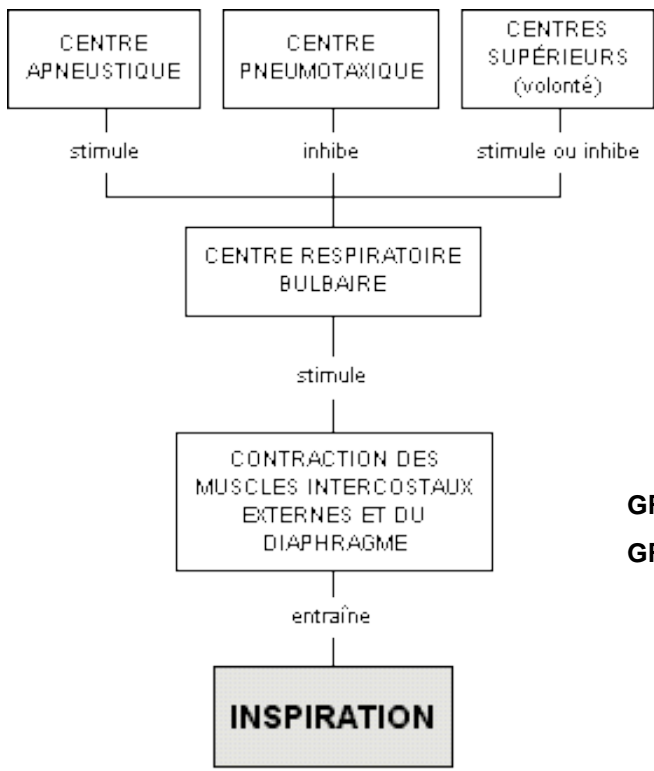 CENTRE
APNEUSTIQUE
CENTRE
PNEUMOTAXIQUE
CENTRES
SUPÉRIEURS
(volonté)
stimule
inhibe
stimule ou inhibe
CENTRE RESPIRATOIRE
BULBAIRE
stimule
CONTRACTION DES
MUSCLES INTERCOSTAUX
EXTERNES ET DU
DIAPHRAGME
entraîne
INSPIRATION